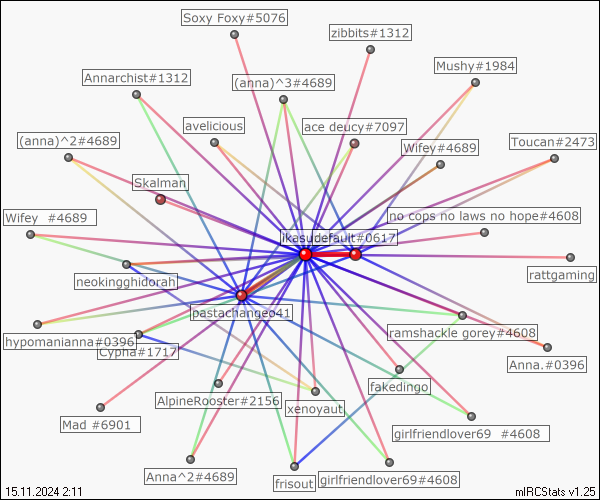 Soxy Foxy#5076
zibbits#1312
Mushy#1984
Annarchist#1312
(anna)^3#4689
avelicious
ace deucy#7097
(anna)^2#4689
Wifey#4689
Toucan#2473
Skalman
Wifey  #4689
no cops no laws no hope#4608
ikasudefault#0617
rattgaming
neokingghidorah
pastachangeo41
ramshackle gorey#4608
hypomanianna#0396
Cypha#1717
Anna.#0396
fakedingo
AlpineRooster#2156
xenoyaut
Mad #6901
girlfriendlover69  #4608
Anna^2#4689
frisout
girlfriendlover69#4608
15.11.2024 2:11
mIRCStats v1.25